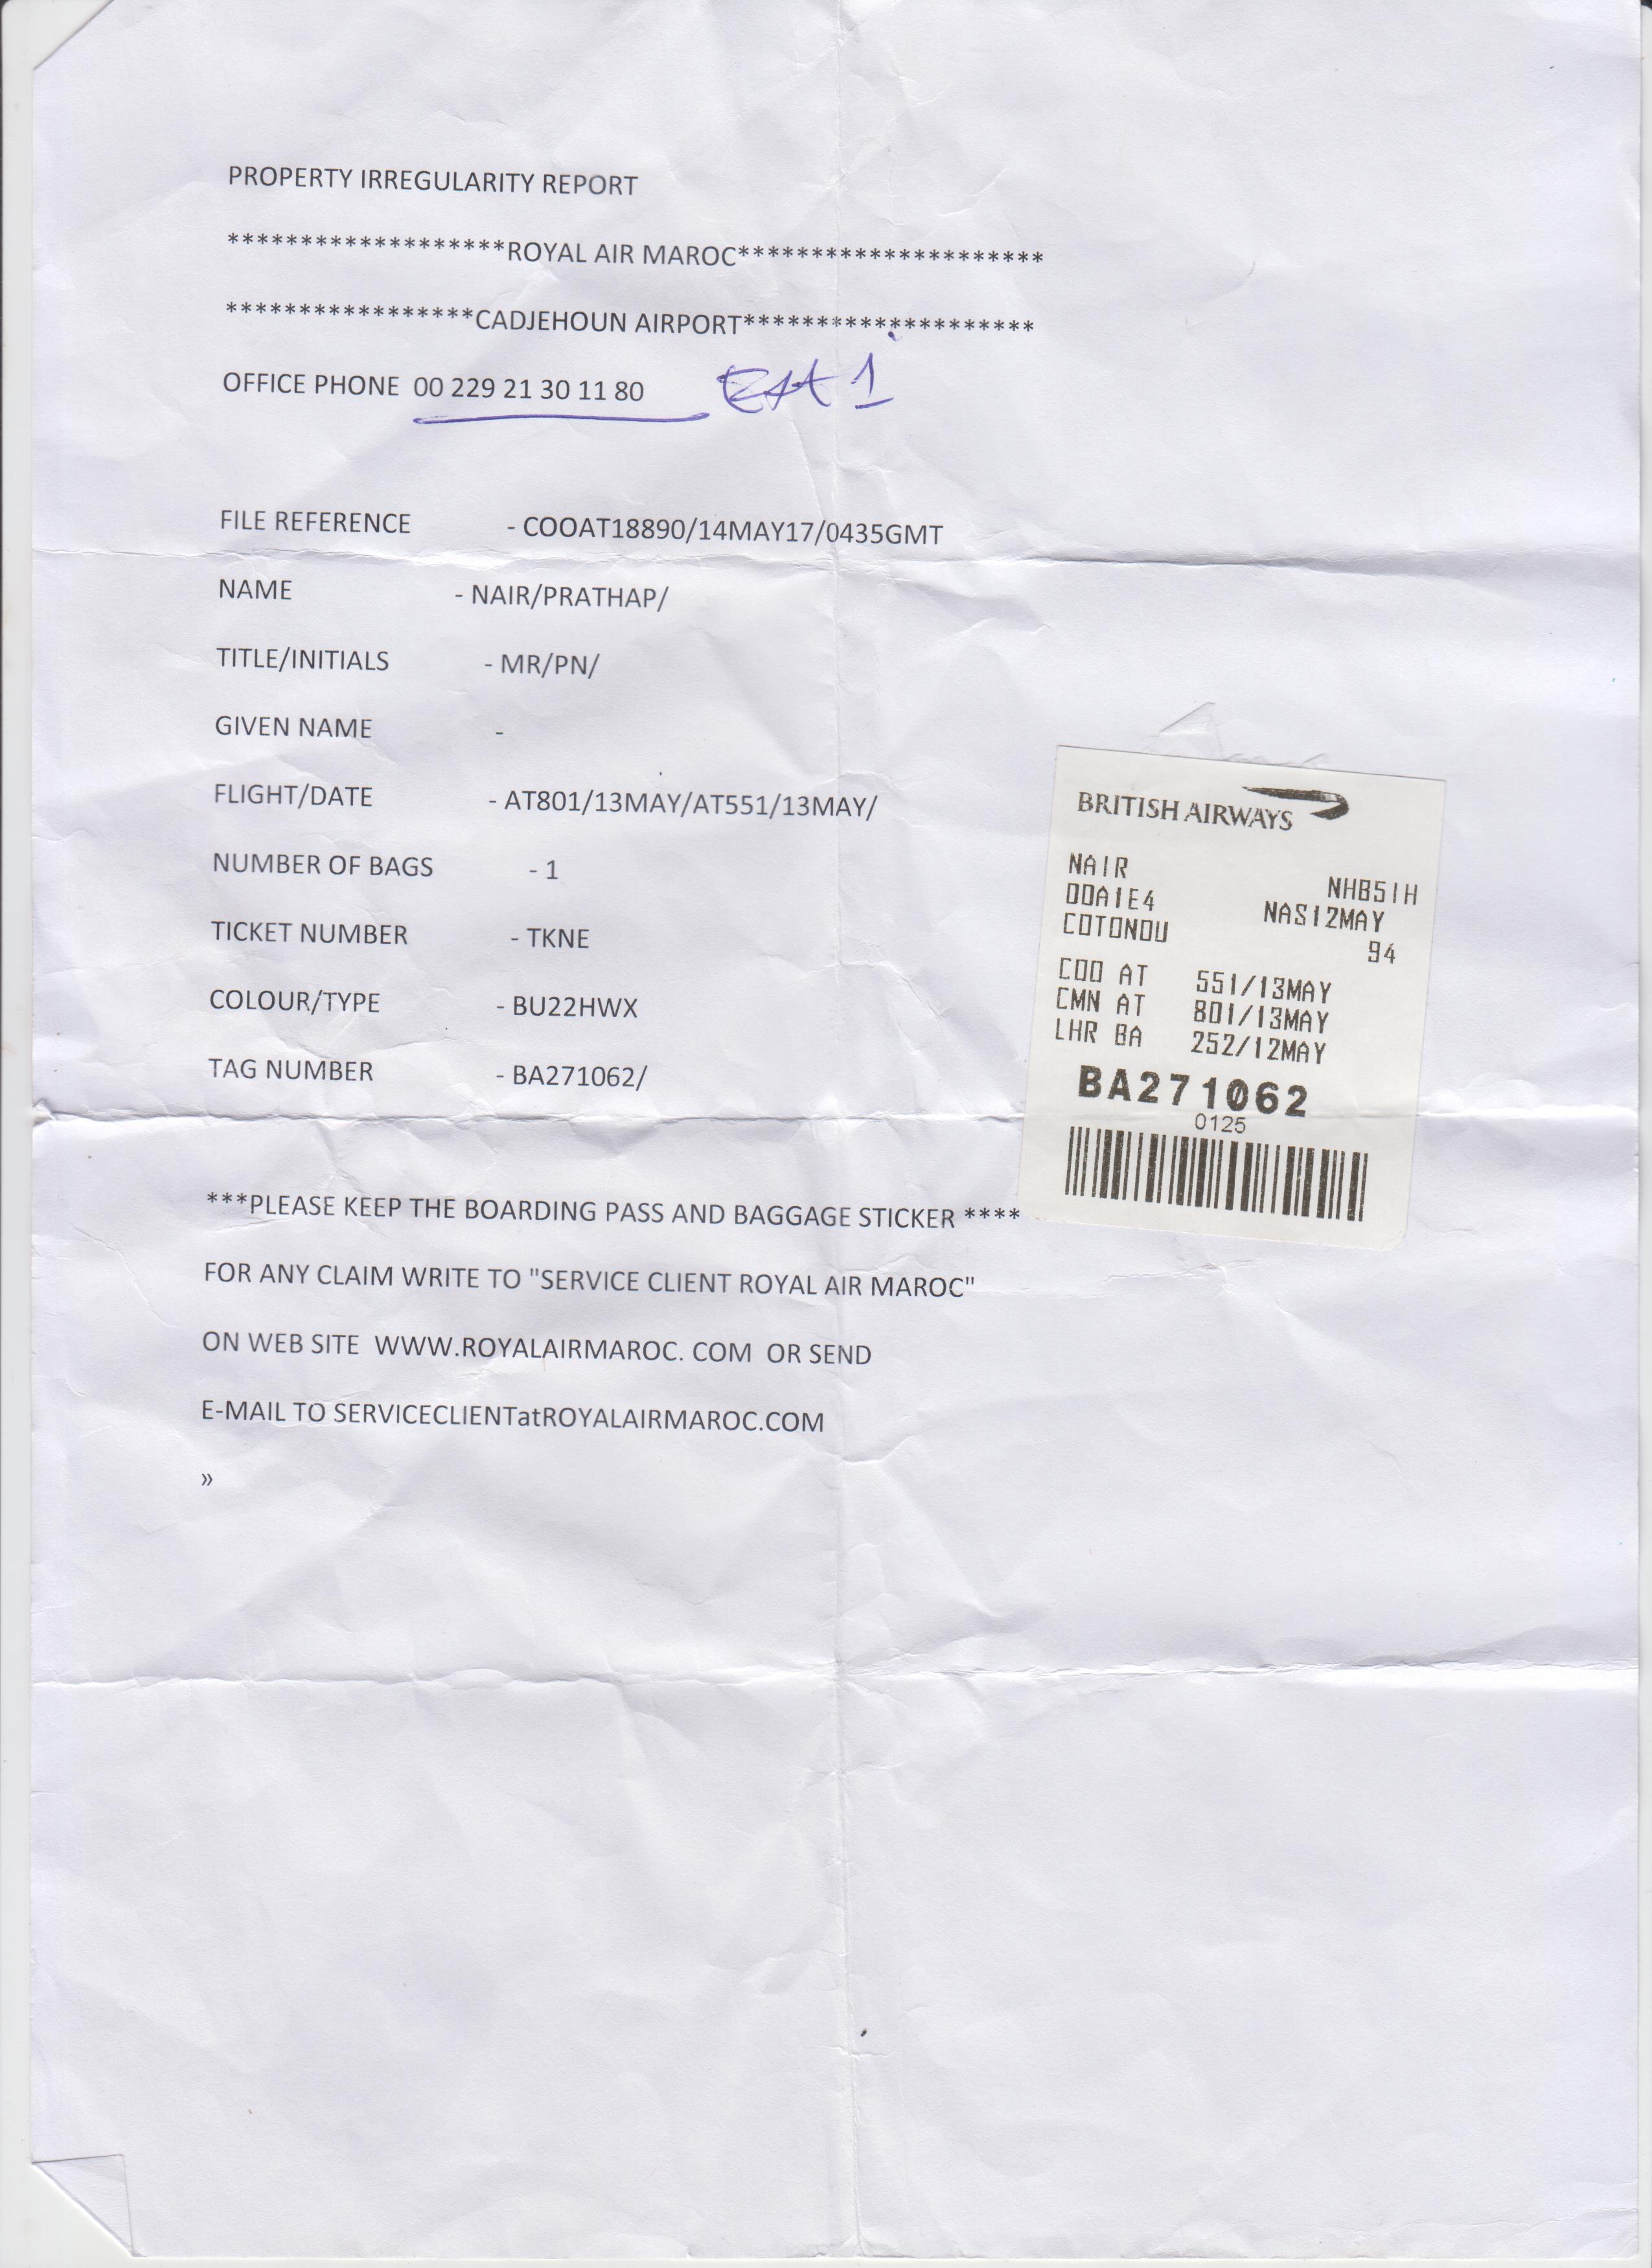 PROPERTY IRREGULARITY REPORT
*******************ROYAL AIR MAROC*********************
*****************CADJEHOUN AIRPORT********************
OFFICE PHONE 00 229 21 30 11 80
FILE REFERENCE - COOAT18890/14MAY17/0435GMT
NAME - NAIR/PRATHAP/
TITLE/INITIALS - MR/PN/
GIVEN NAME -
FLIGHT/DATE - AT801/13MAY/AT551/13MAY/
NUMBER OF BAGS - 1
TICKET NUMBER - TKNE
COLOUR/TYPE - BU22HWX
TAG NUMBER - BA271062/
BRITISH AIRWAYS
NAIR NHB5IH
00A1E4 NAS12MAY
COTONOU 94
COO AT 551/13MAY
CMN AT 801/13MAY
LHR BA 252/12MAY
BA271062
0125
***PLEASE KEEP THE BOARDING PASS AND BAGGAGE STICKER ****
FOR ANY CLAIM WRITE TO "SERVICE CLIENT ROYAL AIR MAROC"
ON WEB SITE WWW.ROYALAIRMAROC. COM OR SEND
E-MAIL TO SERVICECLIENTatROYALAIRMAROC.COM
»